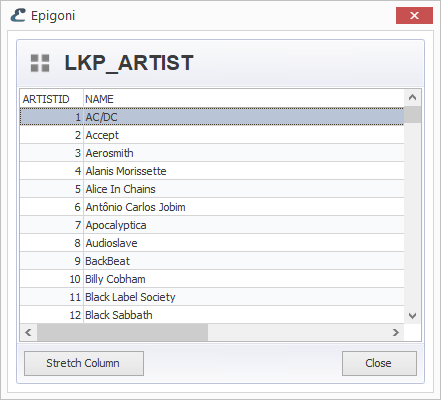 Epigoni
LKP_ARTIST
ARTISTID NAME
1 AC/DC
2 Accept
3 Aerosmith
4 Alanis Morissette
5 Alice In Chains
6 Antônio Carlos Jobim
7 Apocalyptica
8 Audioslave
9 BackBeat
10 Billy Cobham
11 Black Label Society
12 Black Sabbath
Stretch Column Close